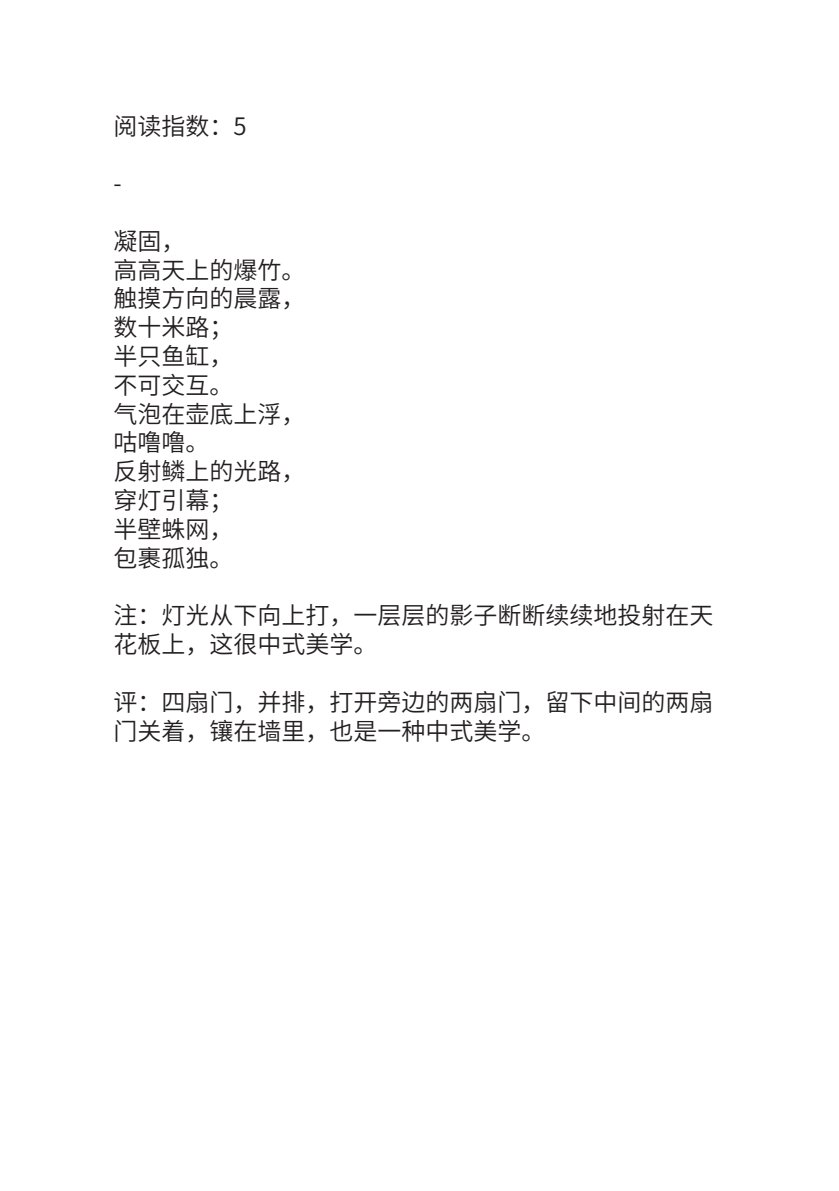 阅读指数：5
-
凝固，
高高天上的爆竹。
触摸方向的晨露，
数十米路；
半只鱼缸，
不可交互。
气泡在壶底上浮，
咕噜噜。
反射鳞上的光路，
穿灯引幕；
半壁蛛网，
包裹孤独。
注：灯光从下向上打，一层层的影子断断续续地投射在天
花板上，这很中式美学。
评：四扇门，并排，打开旁边的两扇门，留下中间的两扇
门关着，镶在墙里，也是一种中式美学。